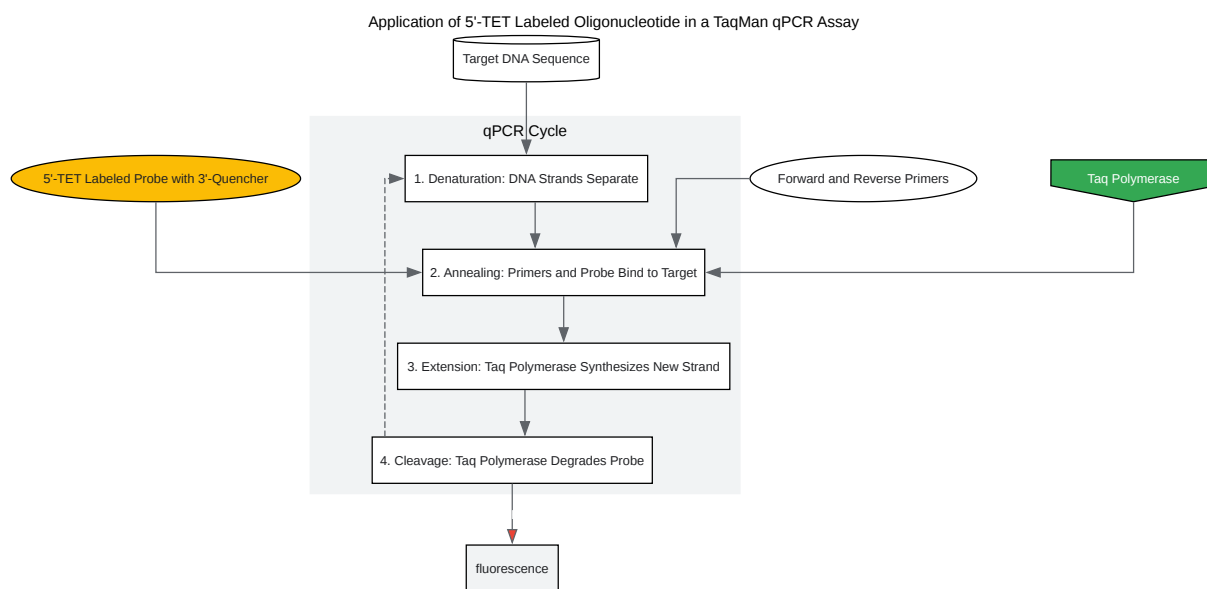 Application of 5'-TET Labeled Oligonucleotide in a TaqMan qPCR Assay
Target DNA Sequence
qPCR Cycle
5'-TET Labeled Probe with 3'-Quencher
1. Denaturation: DNA Strands Separate
Forward and Reverse Primers
Taq Polymerase
2. Annealing: Primers and Probe Bind to Target
3. Extension: Taq Polymerase Synthesizes New Strand
4. Cleavage: Taq Polymerase Degrades Probe
fluorescence